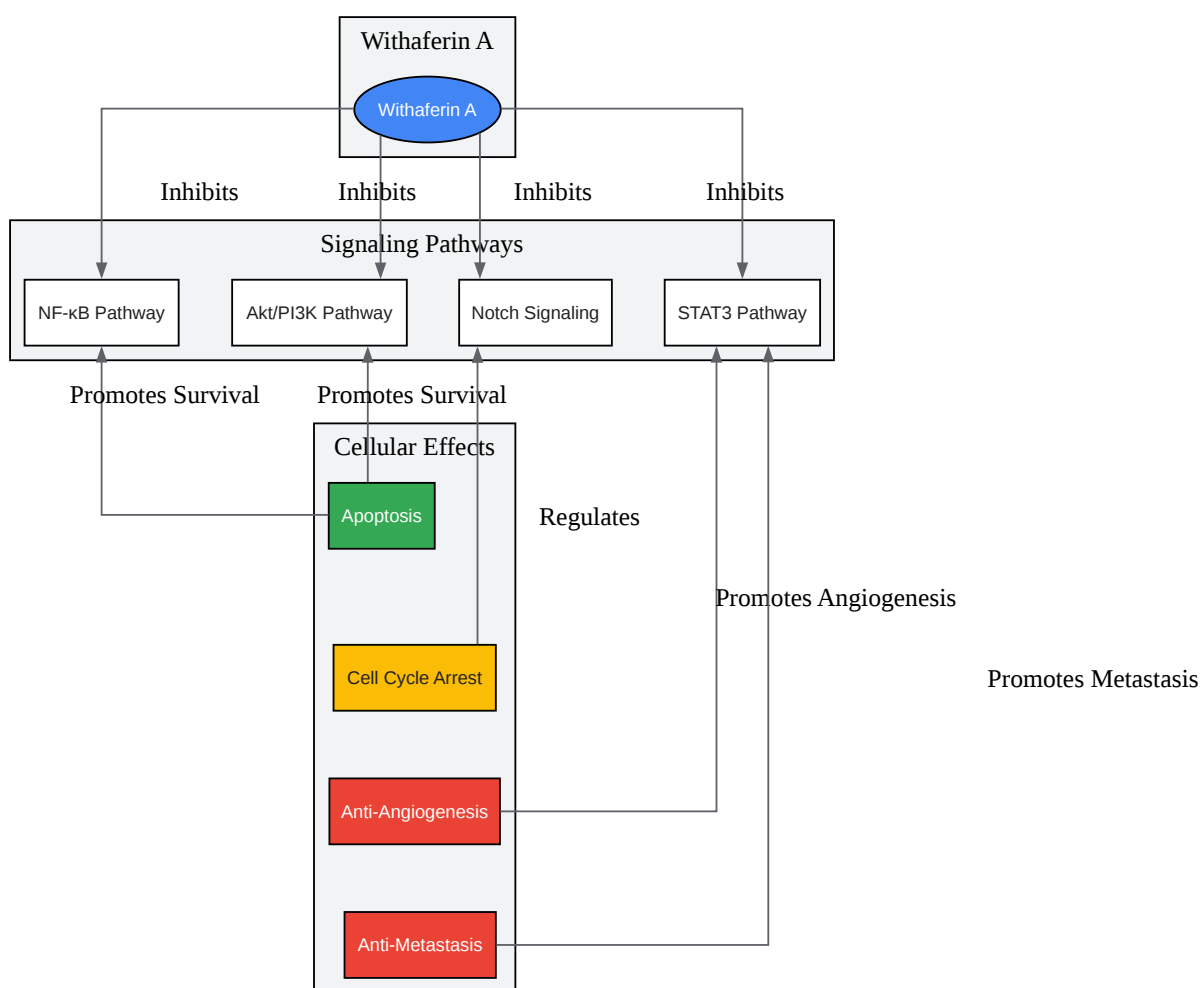 Withaferin A
Withaferin A
Inhibits
Inhibits
Inhibits
Inhibits
Signaling Pathways
NF-κB Pathway
Akt/PI3K Pathway
Notch Signaling
STAT3 Pathway
Promotes Survival
Promotes Survival
Cellular Effects
Apoptosis
Regulates
Promotes Angiogenesis
Cell Cycle Arrest
Promotes Metastasis
Anti-Angiogenesis
Anti-Metastasis